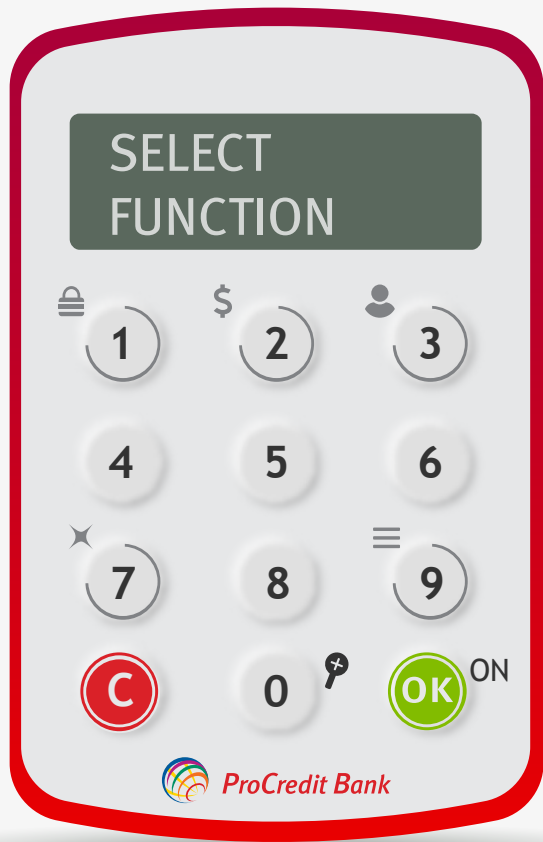 SELECT
FUNCTION
$
1 2 3
4 5 6
7 8 9
C 0 OK ON
ProCredit Bank